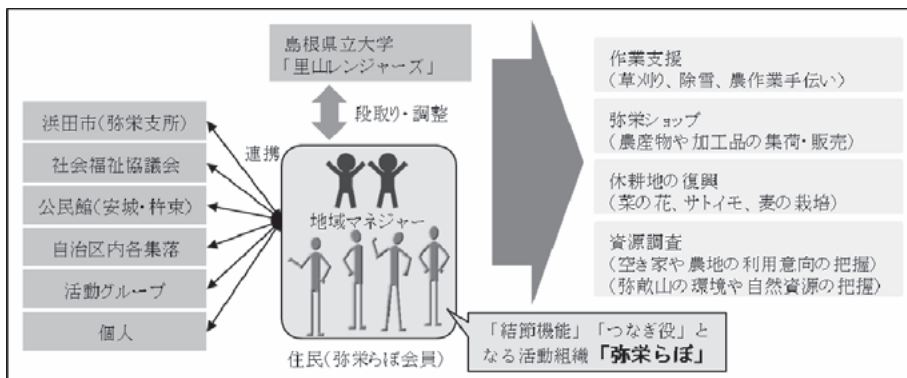 島根県立大学
「里山レンジャーズ」
段取り・調整
浜田市(弥栄支所)
社会福祉協議会
公民館(安城・杵束)
自治区内各集落
活動グループ
個人
連携
地域マネジャー
住民(弥栄らぼ会員)
「結節機能」「つなぎ役」と
なる活動組織「弥栄らぼ」
作業支援
(草刈り、除雪、農作業手伝い)
弥栄ショップ
(農産物や加工品の集荷・販売)
休耕地の復興
(菜の花、サトイモ、麦の栽培)
資源調査
(空き家や農地の利用意向の把握)
(弥畝山の環境や自然資源の把握)